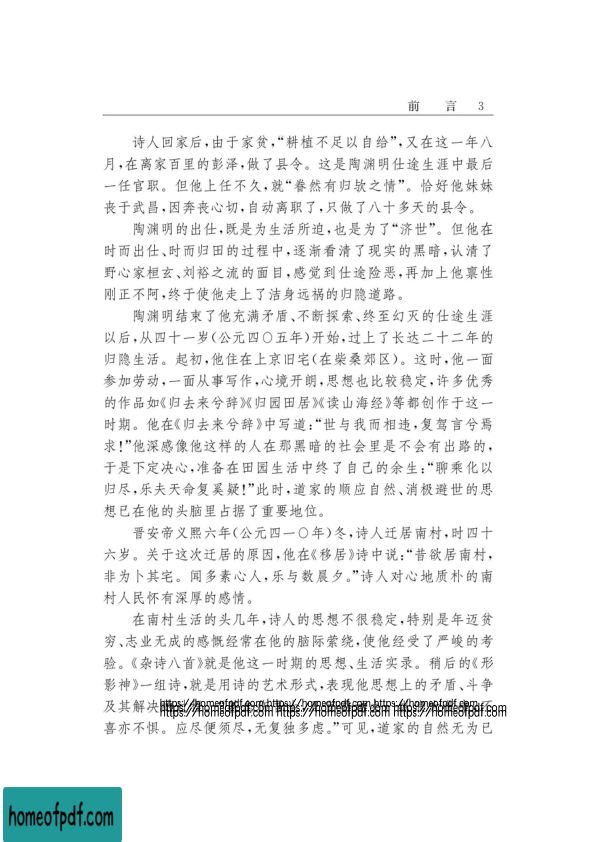 前 言 3
诗人回家后，由于家贫，“耕植不足以自给”，又在这一年八
月，在离家百里的彭泽，做了县令。这是陶渊明仕途生涯中最后
一任官职。但他上任不久，就“眷然有归欤之情”。恰好他妹妹
丧于武昌，因奔丧心切，自动离职了，只做了八十多天的县令。
陶渊明的出仕，既是为生活所迫，也是为了“济世”。但他在
时而出仕、时而归田的过程中，逐渐看清了现实的黑暗，认清了
野心家桓玄、刘裕之流的面目，感觉到仕途险恶，再加上他禀性
刚正不阿，终于使他走上了洁身远祸的归隐道路。
陶渊明结束了他充满矛盾、不断探索、终至幻灭的仕途生涯
以后，从四十一岁（公元四〇五年）开始，过上了长达二十二年的
归隐生活。起初，他住在上京旧宅（在柴桑郊区）。这时，他一面
参加劳动，一面从事写作，心境开朗，思想也比较稳定，许多优秀
的作品如《归去来兮辞》《归园田居》《读山海经》等都创作于这一
时期。他在《归去来兮辞》中写道：“世与我而相违，复驾言兮焉
求！”他深感像他这样的人在那黑暗的社会里是不会有出路的，
于是下定决心，准备在田园生活中终了自己的余生：“聊乘化以
归尽，乐夫天命复奚疑！”此时，道家的顺应自然、消极避世的思
想已在他的头脑里占据了重要地位。
晋安帝义熙六年（公元四一〇年）冬，诗人迁居南村，时四十
六岁。关于这次迁居的原因，他在《移居》诗中说：“昔欲居南村，
非为卜其宅。闻多素心人，乐与数晨夕。”诗人对心地质朴的南
村人民怀有深厚的感情。
在南村生活的头几年，诗人的思想不很稳定，特别是年迈贫
穷、志业无成的感慨经常在他的脑际萦绕，使他经受了严峻的考
验。《杂诗八首》就是他这一时期的思想、生活实录。稍后的《形
影神》一组诗，就是用诗的艺术形式，表现他思想上的矛盾、斗争
及其解决
https://homeofpdf.com https://homeofpdf.com https://homeofpdf.com
https://homeofpdf.com https://homeofpdf.com https://homeofpdf.com
喜亦不惧。应尽便须尽，无复独多虑。”可见，道家的自然无为已
homeofpdf.com